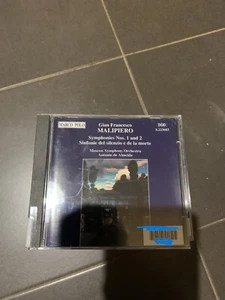 MARCO POLO
Gian Francesco
DDD
MALIPIERO
8.223603
Symphonies Nos. 1 and 2
Sinfonie del silenzio e de la morte
Moscow Symphony Orchestra
Antonio de Almeida